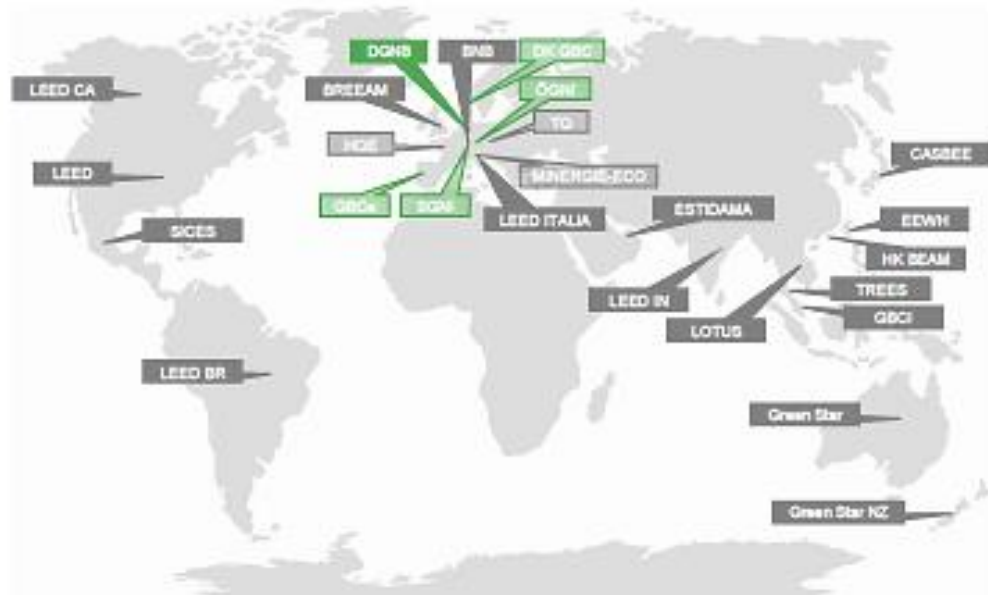 DGNB
BNB
DK GBC
LEED CA
BREEAM
ÖGNI
TQ
HQE
CASBEE
LEED
MINERGIE-ECO
GBCe
SGNI
LEED ITALIA
ESTIDAMA
SICES
EEWH
HK BEAM
LEED IN
TREES
GBCI
LOTUS
LEED BR
Green Star
Green Star NZ